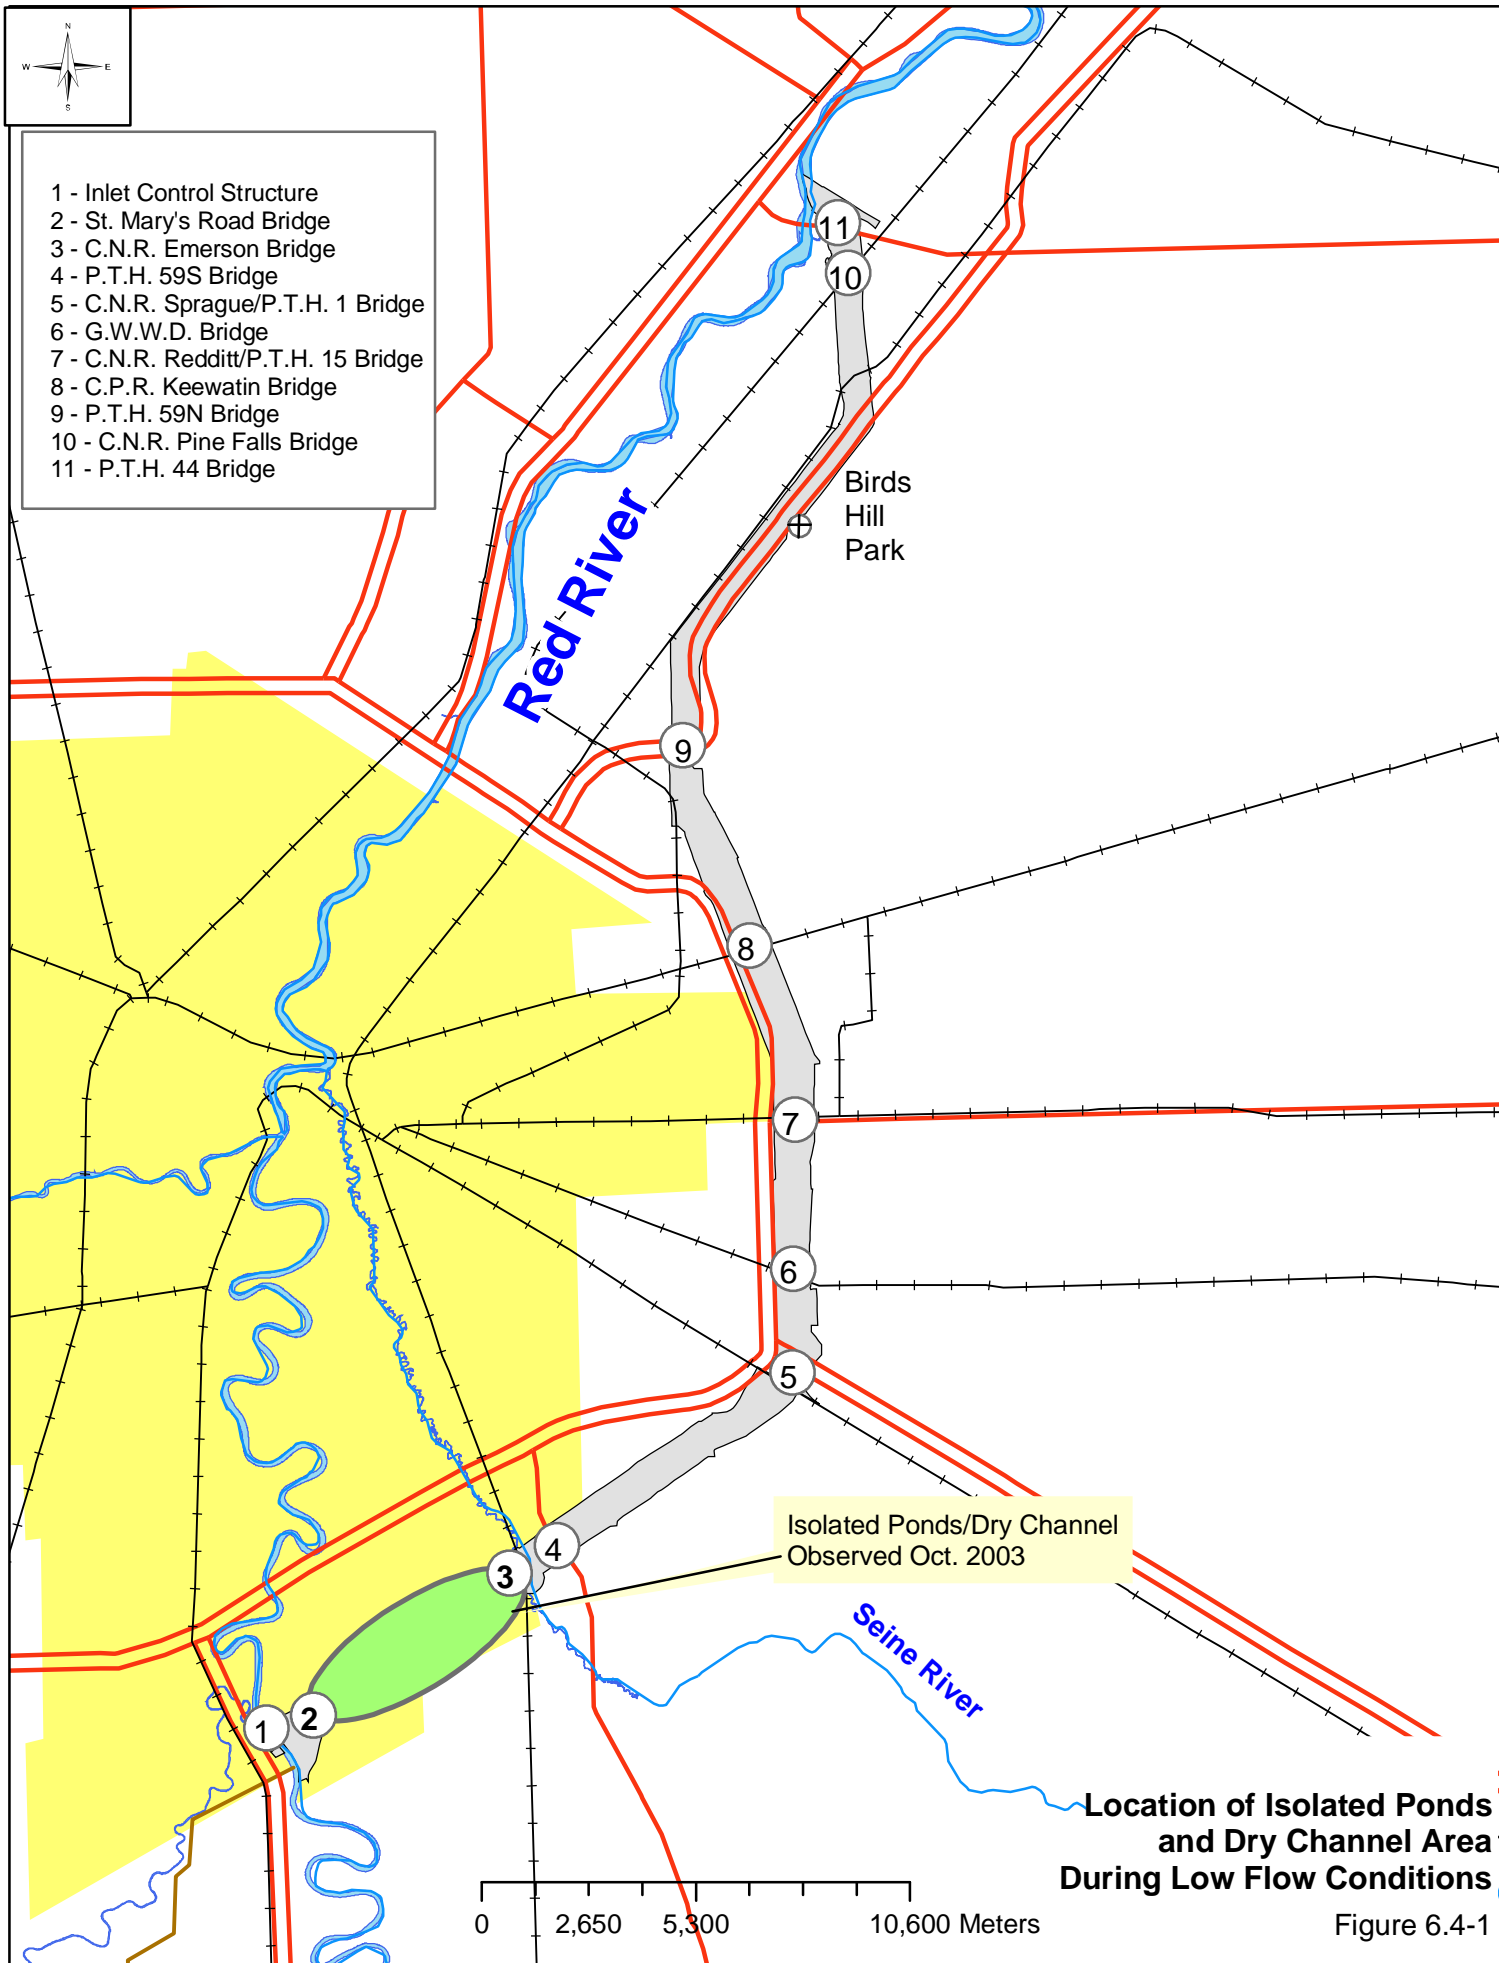 N
W E
S
1 - Inlet Control Structure
2 - St. Mary's Road Bridge
3 - C.N.R. Emerson Bridge
4 - P.T.H. 59S Bridge
5 - C.N.R. Sprague/P.T.H. 1 Bridge
6 - G.W.W.D. Bridge
7 - C.N.R. Redditt/P.T.H. 15 Bridge
8 - C.P.R. Keewatin Bridge
9 - P.T.H. 59N Bridge
10 - C.N.R. Pine Falls Bridge
11 - P.T.H. 44 Bridge
11
10
Birds
Hill
Park
Red River
9
8
7
6
5
4
3
2
1
Isolated Ponds/Dry Channel
Observed Oct. 2003
Seine River
Location of Isolated Ponds
and Dry Channel Area
During Low Flow Conditions
0 2,650 5,300 10,600 Meters
Figure 6.4-1